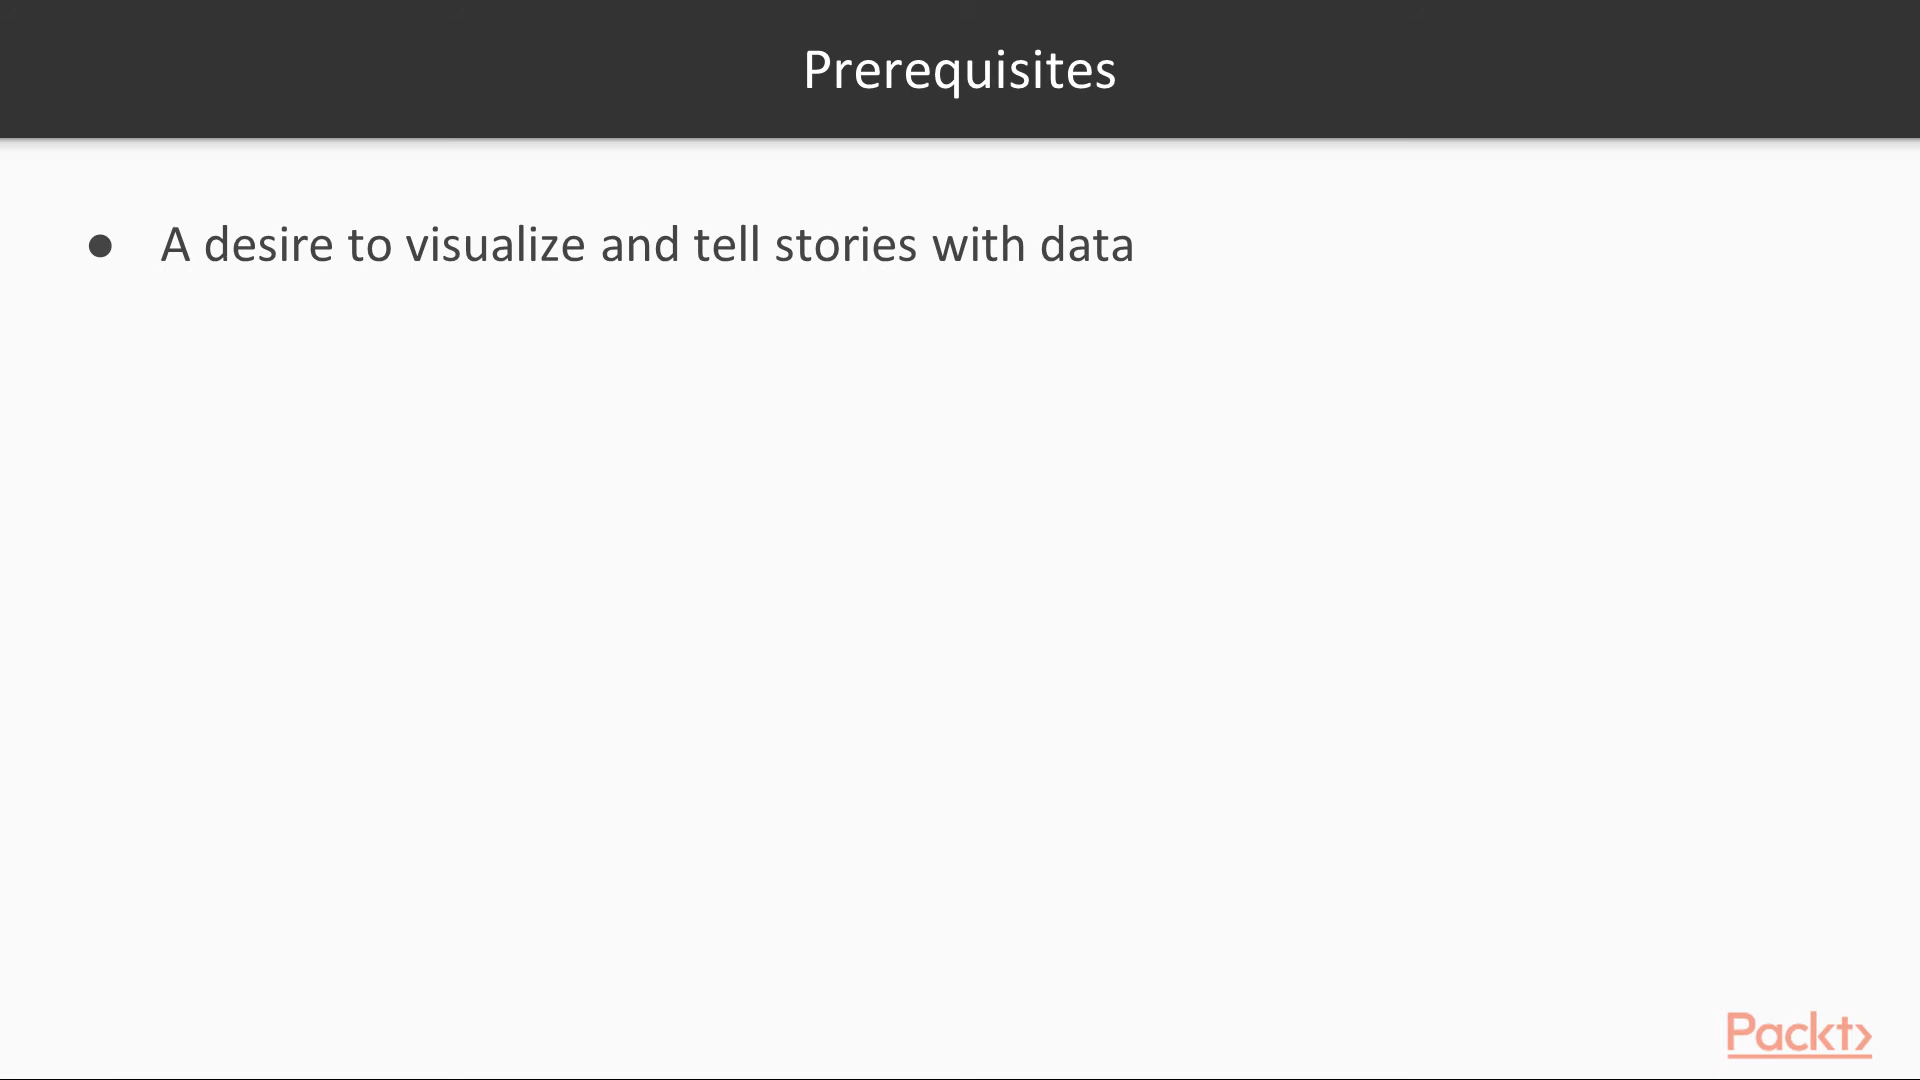 Prerequisites
● A desire to visualize and tell stories with data
Packt>